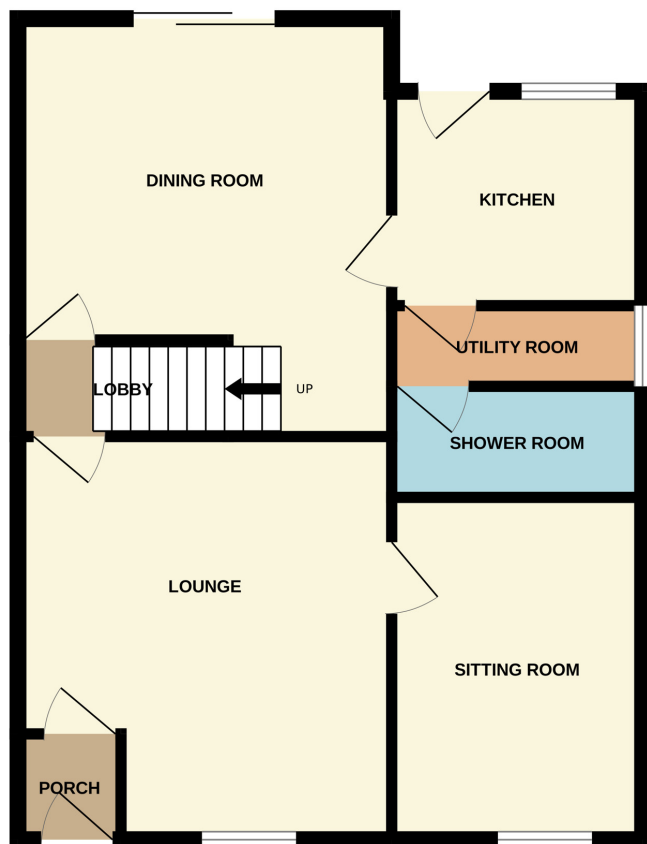 DINING ROOM
KITCHEN
UTILITY ROOM
LOBBY
UP
SHOWER ROOM
LOUNGE
SITTING ROOM
PORCH